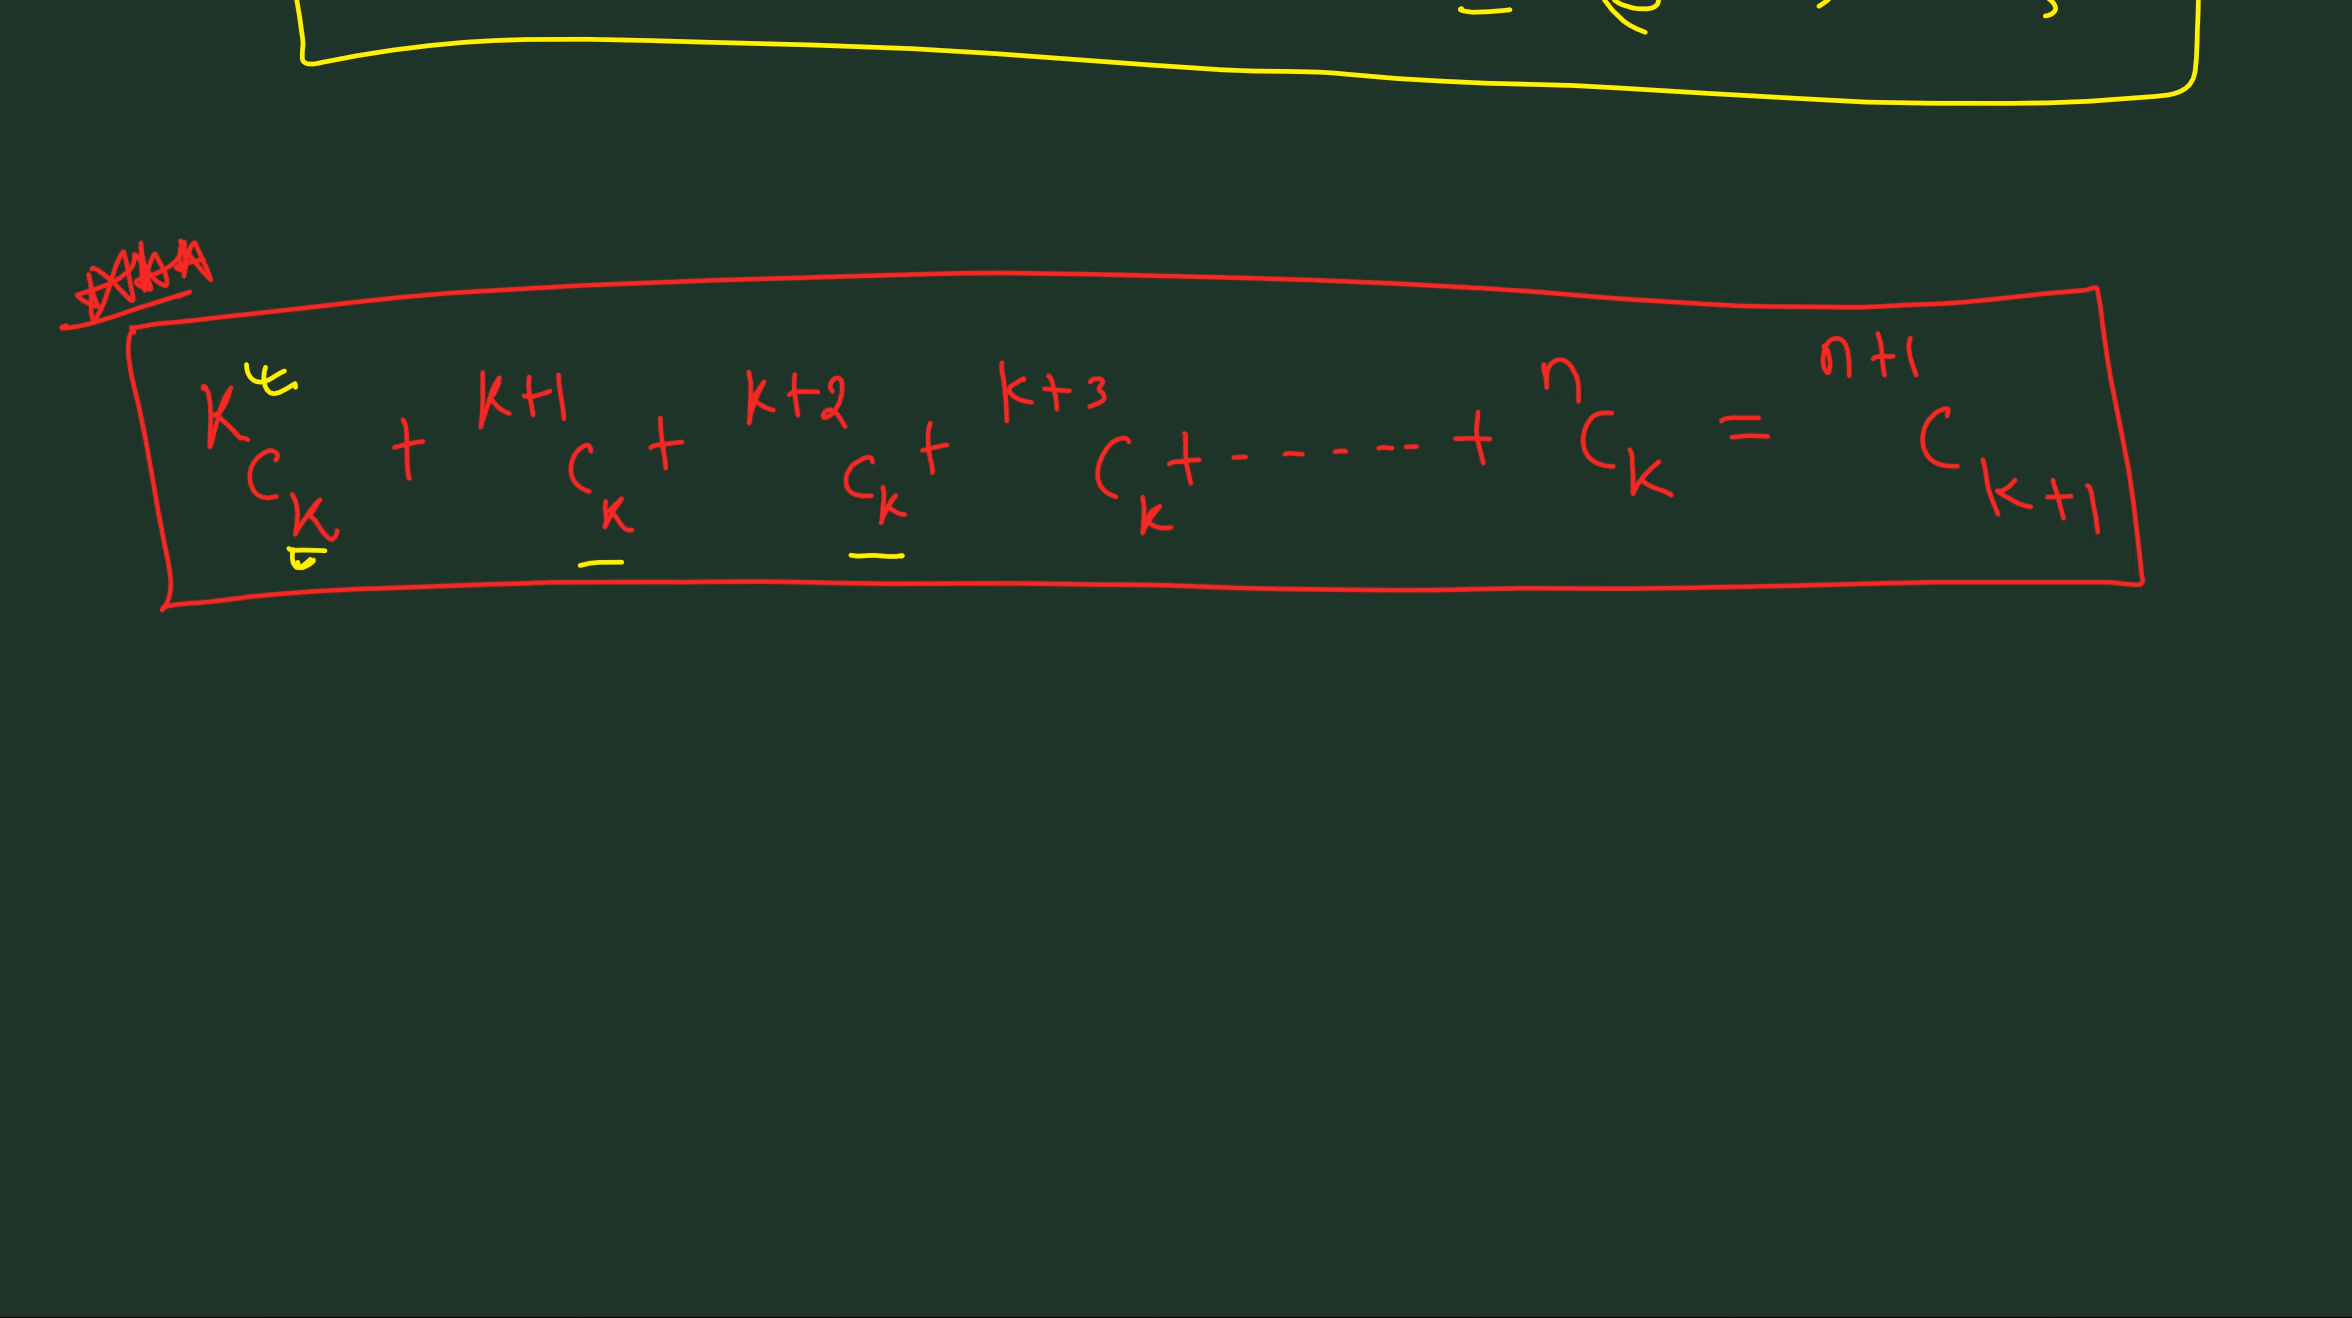 ᵏCₖ + ᵏ⁺¹Cₖ + ᵏ⁺²Cₖ + ᵏ⁺³Cₖ + - - - - - + ⁿCₖ = ⁿ⁺¹Cₖ₊₁